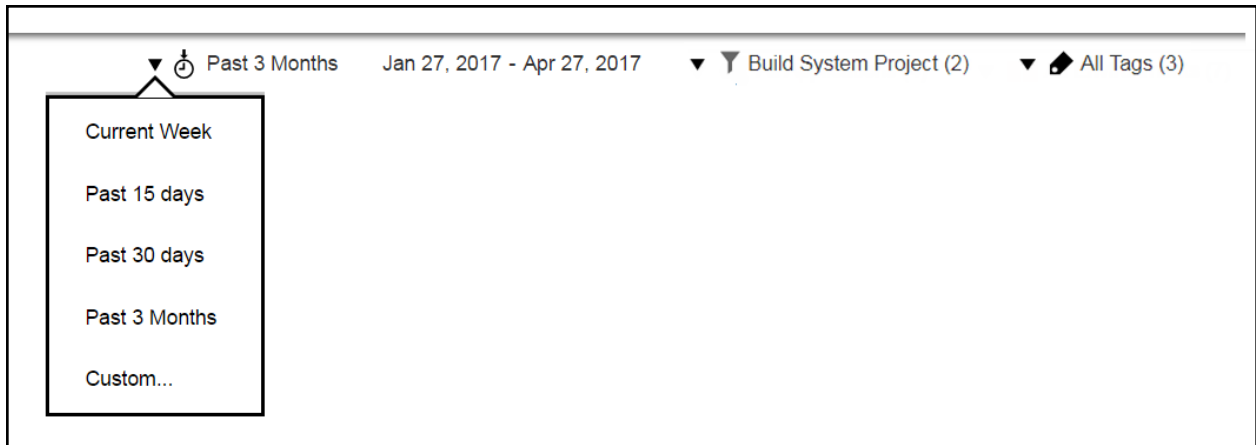 Past 3 Months Jan 27, 2017 - Apr 27, 2017 Build System Project (2) All Tags (3)
Current Week
Past 15 days
Past 30 days
Past 3 Months
Custom...